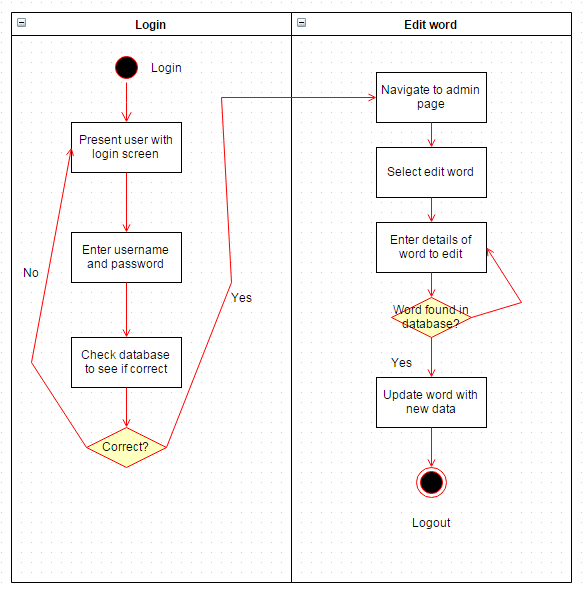 Login
Edit word
Login
Present user with
login screen
Enter username
and password
Check database
to see if correct
Correct?
No
Yes
Navigate to admin
page
Select edit word
Enter details of
word to edit
Word found in
database?
Yes
Update word with
new data
Logout